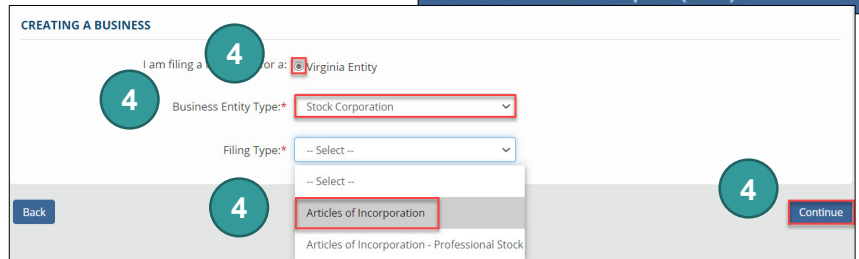 CREATING A BUSINESS
4
I am filing a or a: Virginia Entity
4
Business Entity Type:* Stock Corporation
Filing Type:* -- Select --
-- Select --
4
4
Back
Articles of Incorporation
Continue
Articles of Incorporation - Professional Stock